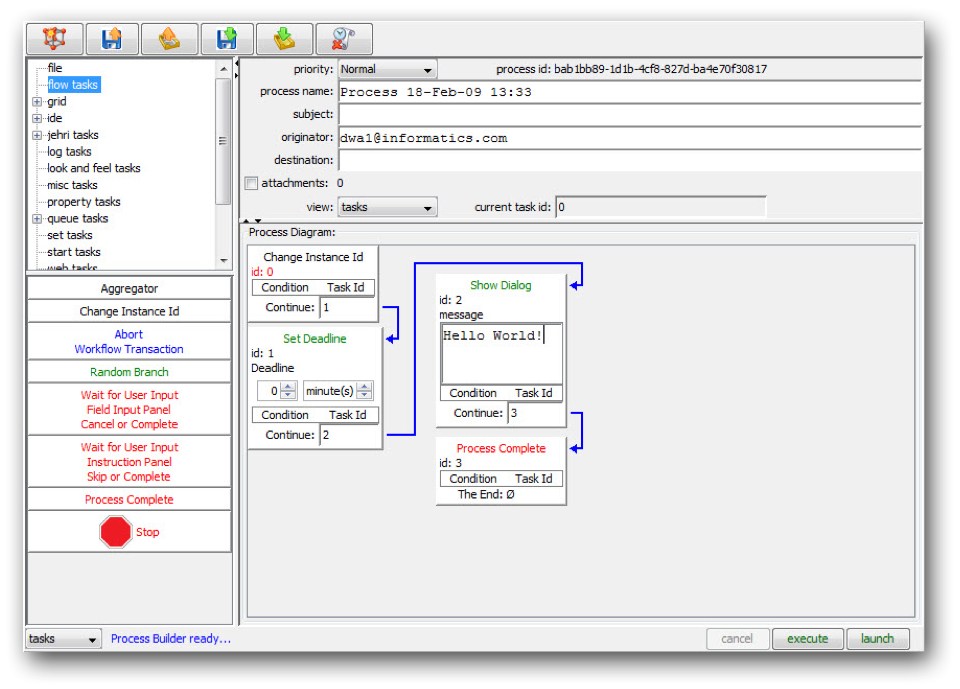 priority: Normal process id: bab1bb89-1d1b-4cf8-827d-ba4e70f30817
process name: Process 18-Feb-09 13:33
subject:
originator: dwa1@informatics.com
destination:
attachments: 0
view: tasks current task id: 0
file
flow tasks
grid
ide
jehri tasks
log tasks
look and feel tasks
misc tasks
property tasks
queue tasks
set tasks
start tasks
web tasks
Aggregator
Change Instance Id
Abort
Workflow Transaction
Random Branch
Wait for User Input
Field Input Panel
Cancel or Complete
Wait for User Input
Instruction Panel
Skip or Complete
Process Complete
Stop
Process Diagram:
Change Instance Id
id: 0
Condition Task Id
Continue: 1
Set Deadline
id: 1
Deadline
0 minute(s)
Condition Task Id
Continue: 2
Show Dialog
id: 2
message
Hello World!
Condition Task Id
Continue: 3
Process Complete
id: 3
Condition Task Id
The End: Ø
tasks Process Builder ready... cancel execute launch